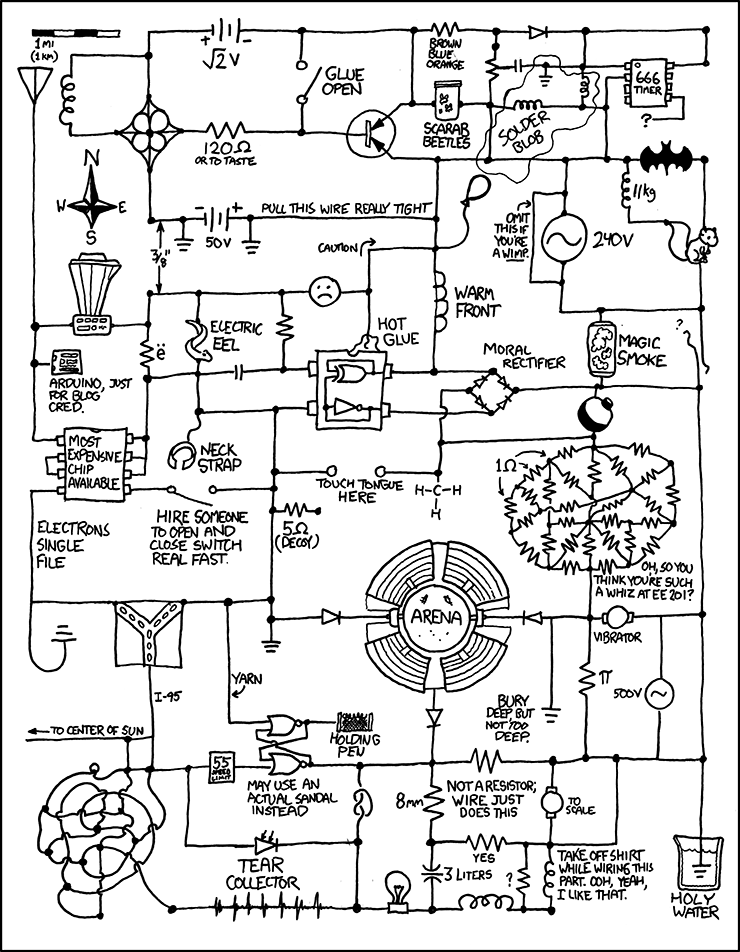 1 MI
(1 KM)
+ -
√2 V
GLUE
OPEN
BROWN
BLUE
ORANGE
666
TIMER
?
120Ω
OR TO TASTE
SCARAB
BEETLES
SOLDER
BLOB
N
W E
S
- +
50V
PULL THIS WIRE REALLY TIGHT
11/kg
OMIT
THIS IF
YOU'RE
A WIMP.
240V
CAUTION
3/8"
ELECTRIC
EEL
ë
HOT
GLUE
WARM
FRONT
MORAL
RECTIFIER
MAGIC
SMOKE
?
ARDUINO, JUST
FOR BLOG
CRED.
MOST
EXPENSIVE
CHIP
AVAILABLE
NECK
STRAP
TOUCH TONGUE
HERE
H-C-H
H
1Ω
HIRE SOMEONE
TO OPEN AND
CLOSE SWITCH
REAL FAST.
5Ω
(DECOY)
ELECTRONS
SINGLE
FILE
OH, SO YOU
THINK YOU'RE SUCH
A WHIZ AT EE 201?
ARENA
VIBRATOR
I-95
YARN
π
500V
BURY
DEEP, BUT
NOT TOO
DEEP.
TO CENTER OF SUN
HOLDING
PEN
55
SPEED
LIMIT
MAY USE AN
ACTUAL SANDAL
INSTEAD
8mm
NOT A RESISTOR;
WIRE JUST
DOES THIS
TO
SCALE
TEAR
COLLECTOR
3 LITERS
YES
?
TAKE OFF SHIRT
WHILE WIRING THIS
PART. OOH, YEAH,
I LIKE THAT.
HOLY
WATER